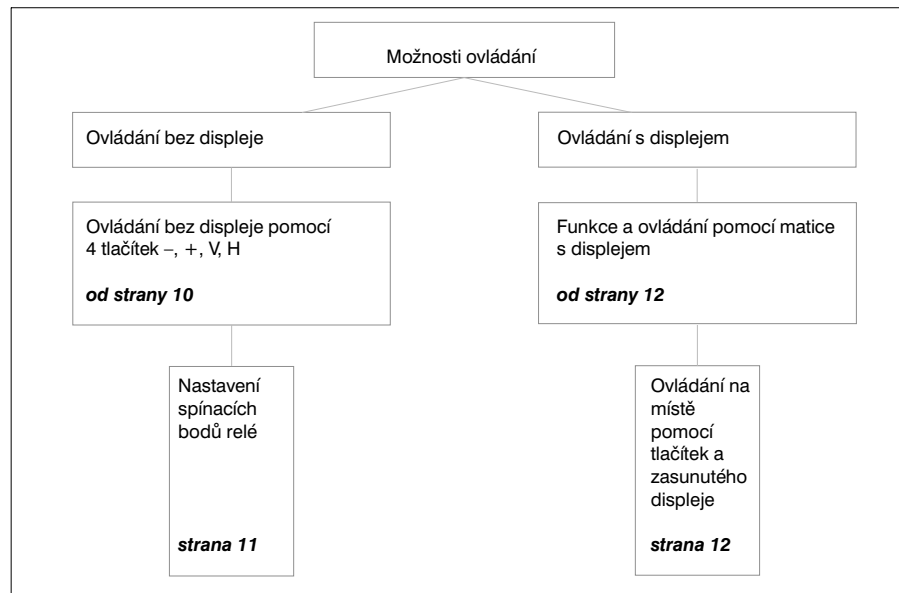 Možnosti ovládání
Ovládání bez displeje
Ovládání s displejem
Ovládání bez displeje pomocí
4 tlačítek –, +, V, H
od strany 10
Funkce a ovládání pomocí matice
s displejem
od strany 12
Nastavení
spínacích
bodů relé
strana 11
Ovládání na
místě
pomocí
tlačítek a
zasunutého
displeje
strana 12